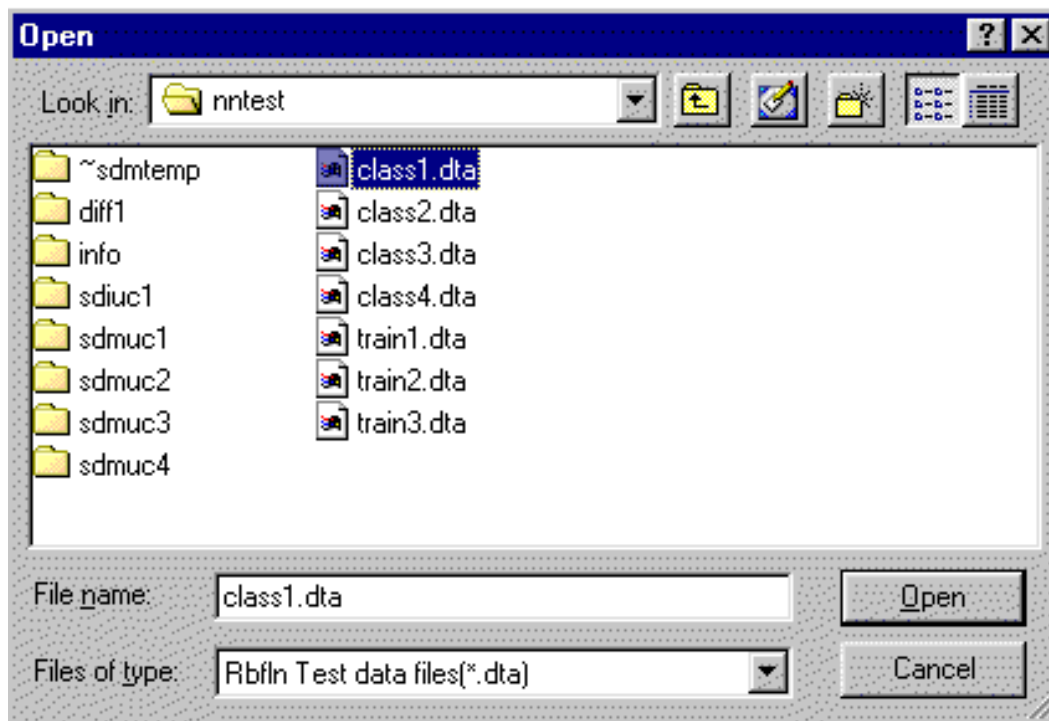 Open
Look in: nntest
~sdmtemp
diff1
info
sdiuc1
sdmuc1
sdmuc2
sdmuc3
sdmuc4
class1.dta
class2.dta
class3.dta
class4.dta
train1.dta
train2.dta
train3.dta
File name: class1.dta
Open
Files of type: Rbfln Test data files(*.dta)
Cancel